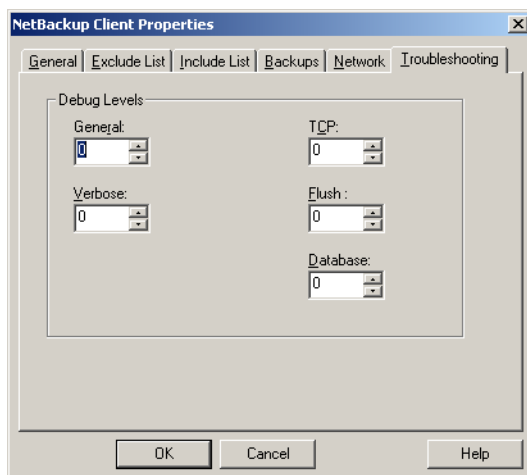 NetBackup Client Properties
General Exclude List Include List Backups Network Troubleshooting
Debug Levels
General: TCP:
0 0
Verbose: Flush :
0 0
Database:
0
OK Cancel Help